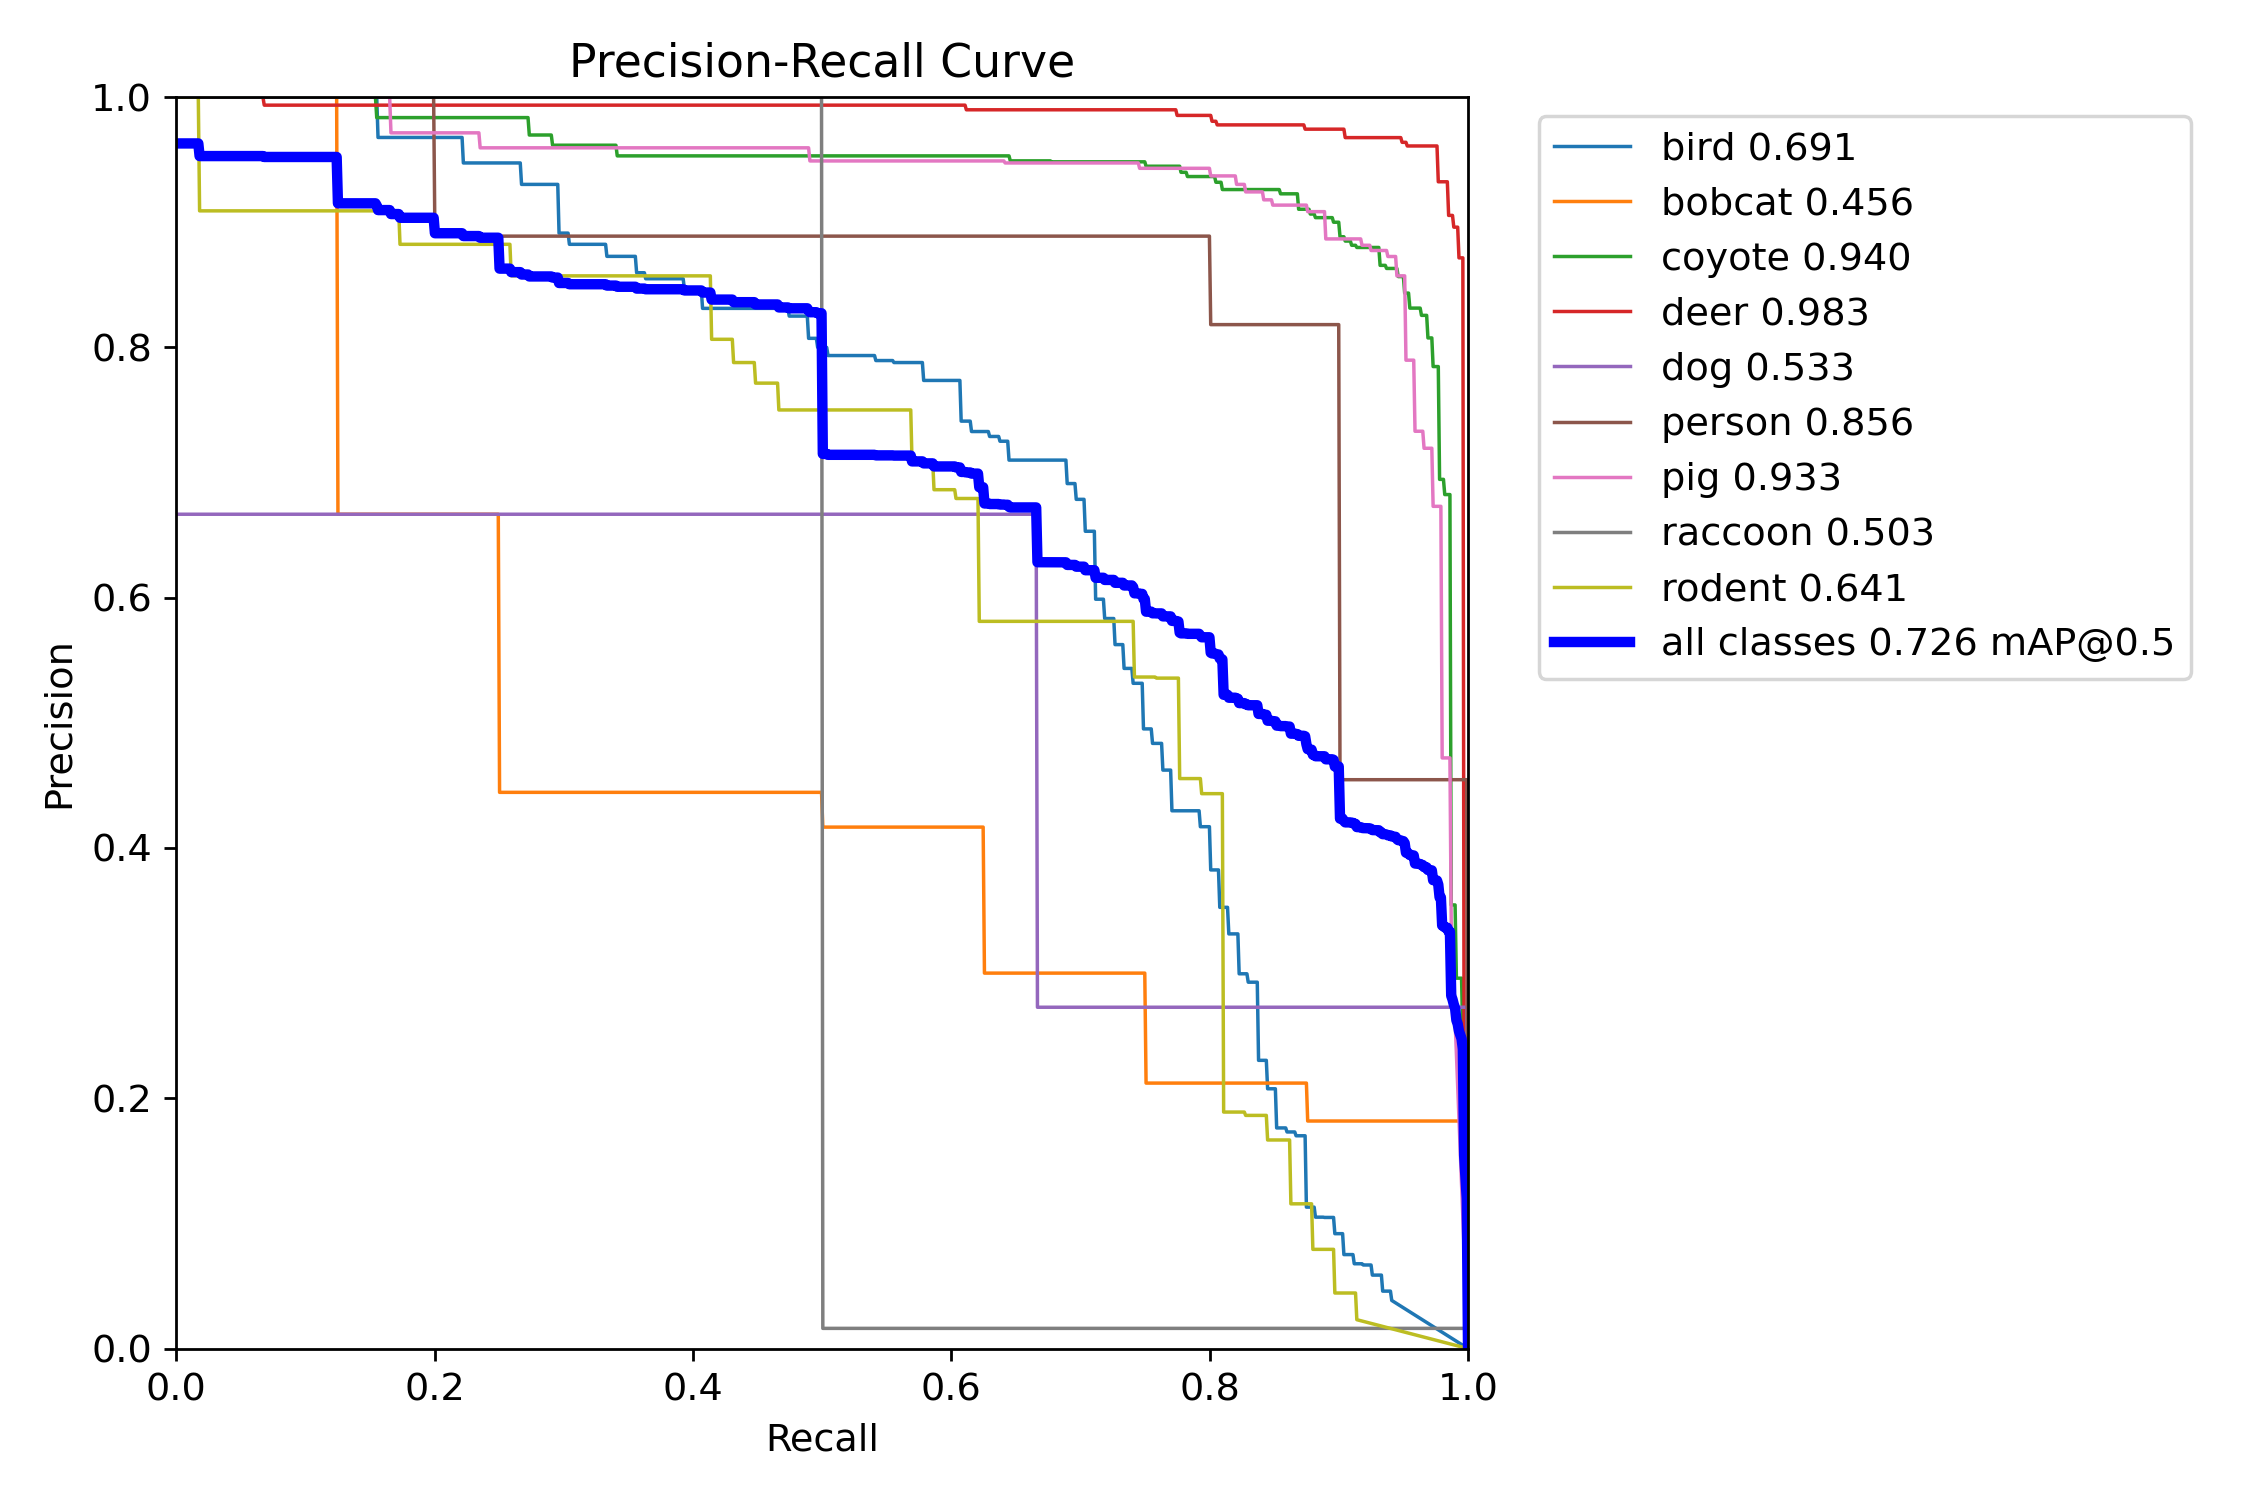 Precision-Recall Curve
1.0
0.8
0.6
0.4
0.2
0.0
Precision
0.0 0.2 0.4 0.6 0.8 1.0
Recall
bird 0.691
bobcat 0.456
coyote 0.940
deer 0.983
dog 0.533
person 0.856
pig 0.933
raccoon 0.503
rodent 0.641
all classes 0.726 mAP@0.5